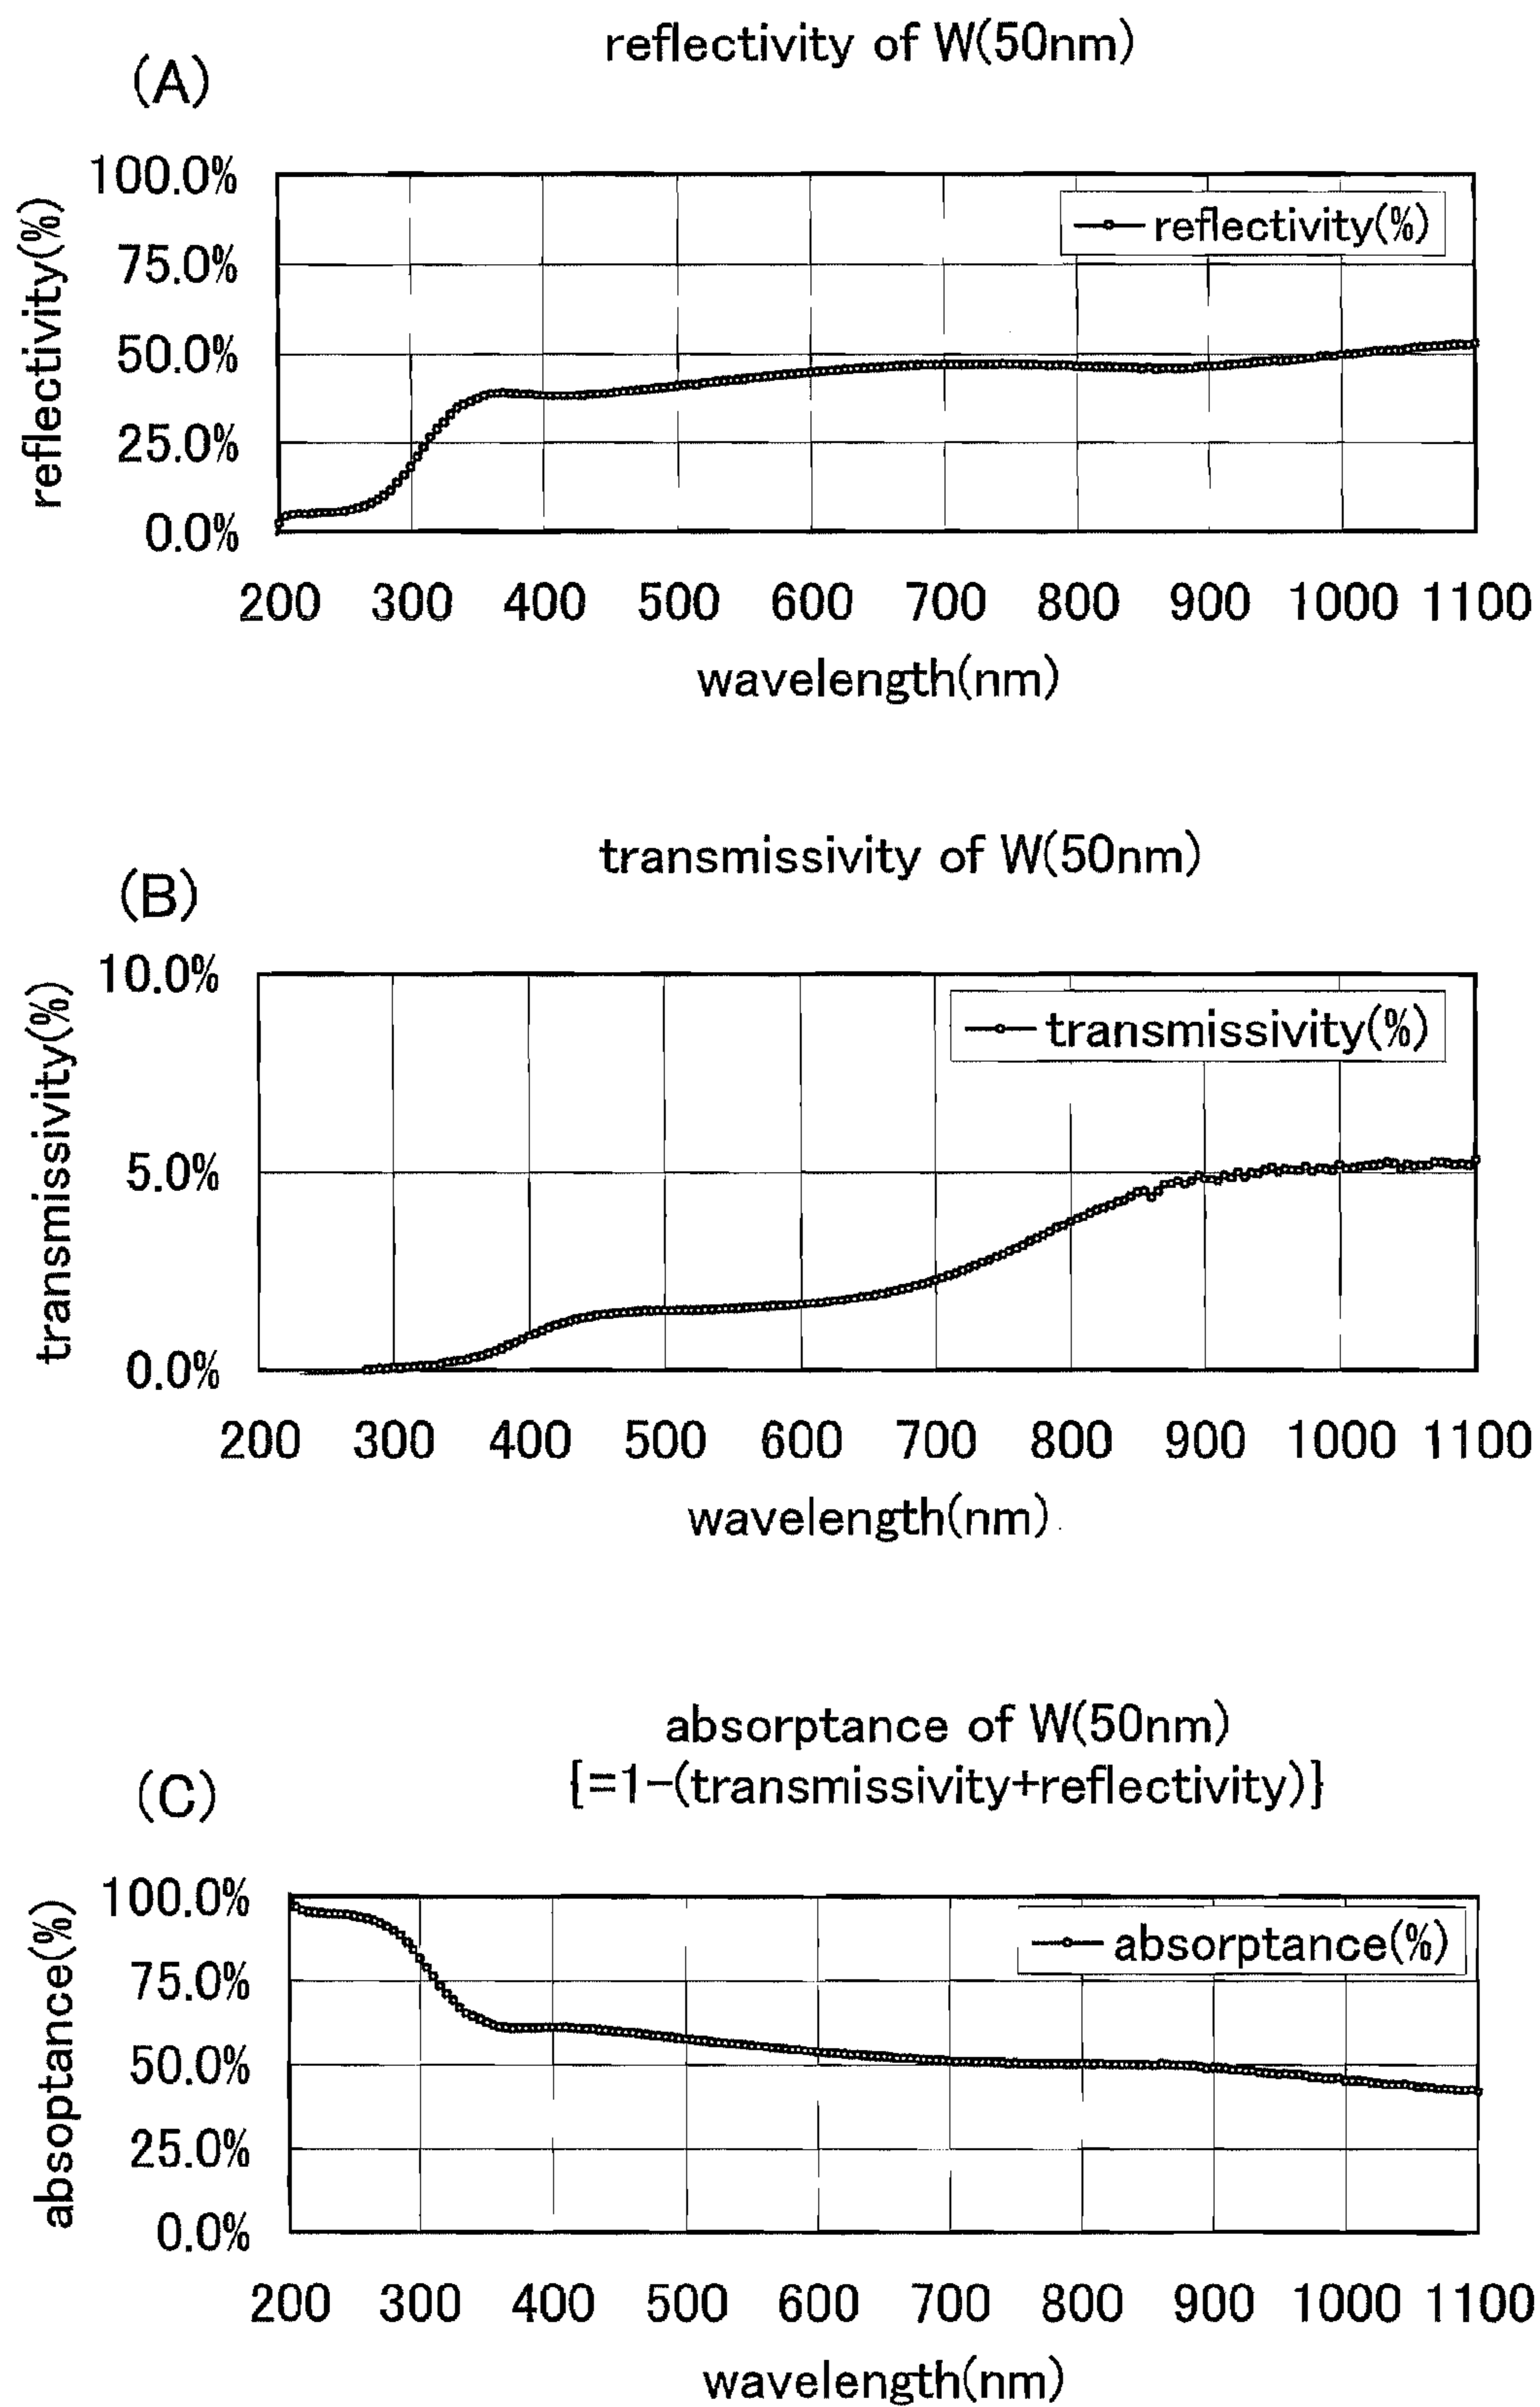 reflectivity of W(50nm)
(A)
100.0%
75.0%
50.0%
25.0%
0.0%
reflectivity(%)
reflectivity(%)
200 300 400 500 600 700 800 900 1000 1100
wavelength(nm)
transmissivity of W(50nm)
(B)
10.0%
5.0%
0.0%
transmissivity(%)
transmissivity(%)
200 300 400 500 600 700 800 900 1000 1100
wavelength(nm)
absorptance of W(50nm)
{=1-(transmissivity+reflectivity)}
(C)
100.0%
75.0%
50.0%
25.0%
0.0%
absoptance(%)
absorptance(%)
200 300 400 500 600 700 800 900 1000 1100
wavelength(nm)